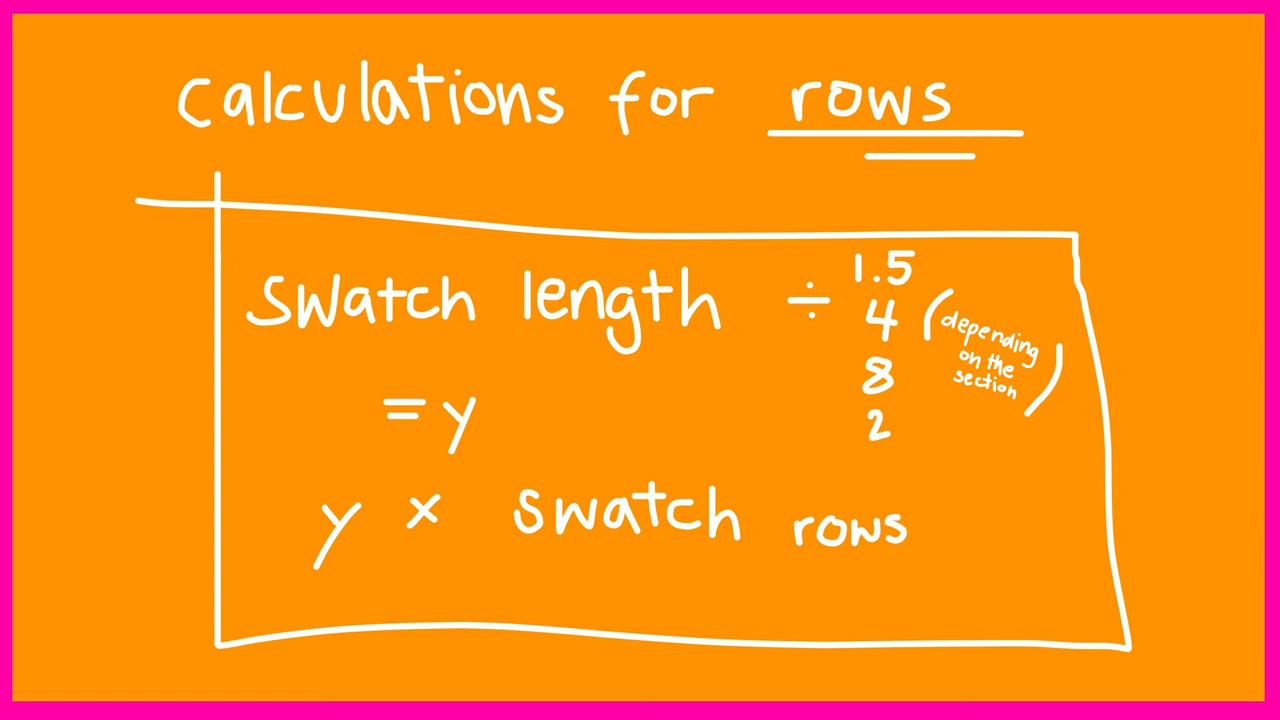 calculations for rows
swatch length ÷ 1.5
4 (depending
on the
section)
8
2
= y
y × swatch rows